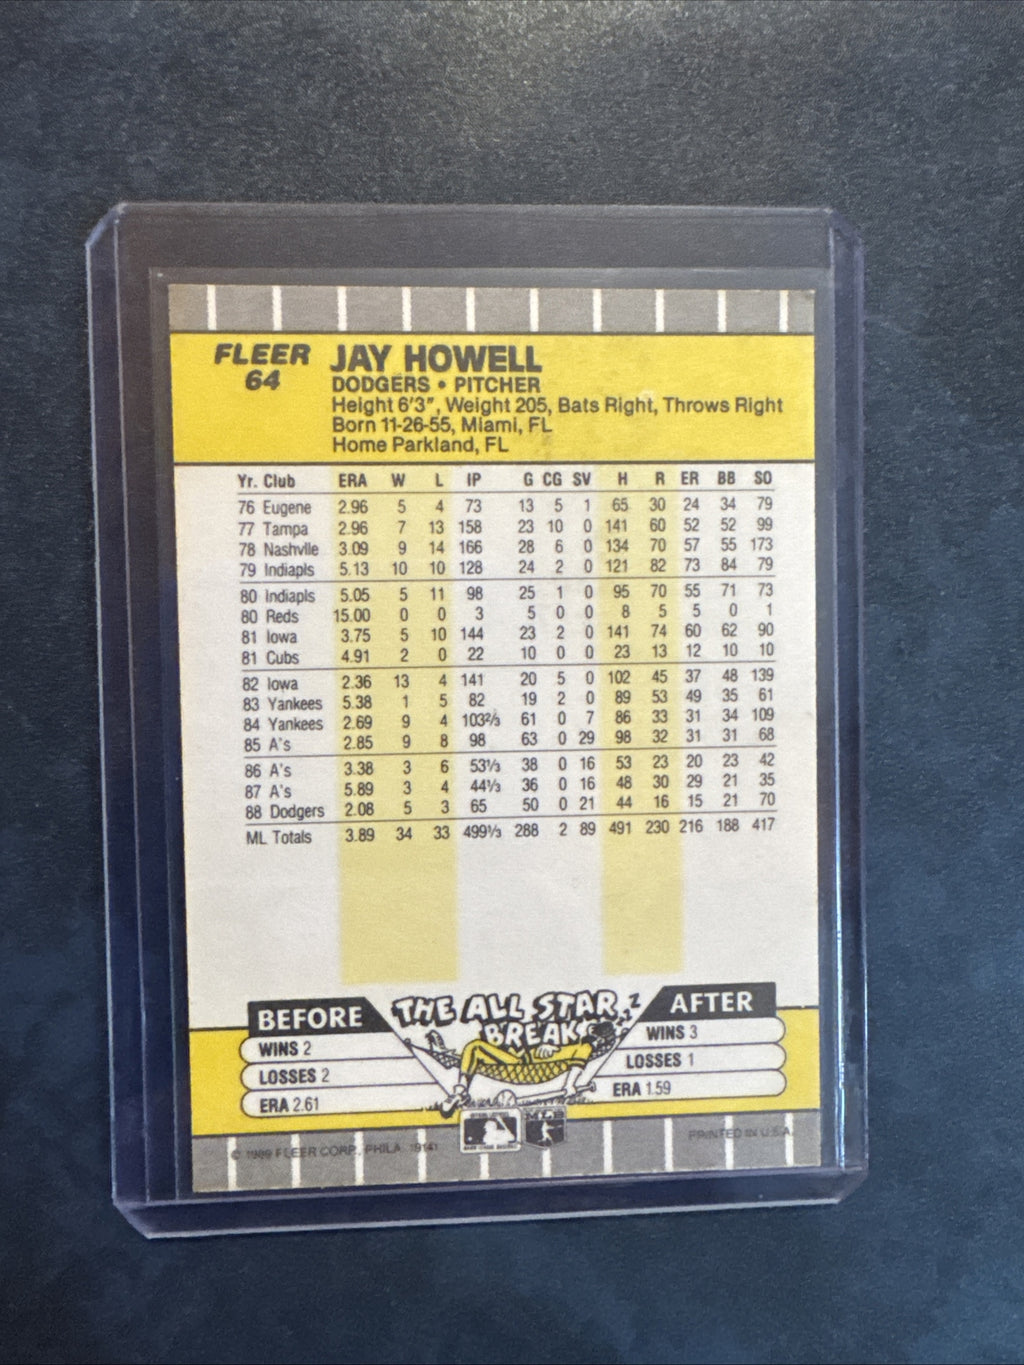 FLEER
64
JAY HOWELL
DODGERS • PITCHER
Height 6'3", Weight 205, Bats Right, Throws Right
Born 11-26-55, Miami, FL
Home Parkland, FL
Yr. Club ERA W L IP G CG SV H R ER BB SO
76 Eugene 2.96 5 4 73 13 5 1 65 30 24 34 79
77 Tampa 2.96 7 13 158 23 10 0 141 60 52 52 99
78 Nashvlle 3.09 9 14 166 28 6 0 134 70 57 55 173
79 Indiapls 5.13 10 10 128 24 2 0 121 82 73 84 79
80 Indiapls 5.05 5 11 98 25 1 0 95 70 55 71 73
80 Reds 15.00 0 0 3 5 0 0 8 5 5 0 1
81 Iowa 3.75 5 10 144 23 2 0 141 74 60 62 90
81 Cubs 4.91 2 0 22 10 0 0 23 13 12 10 10
82 Iowa 2.36 13 4 141 20 5 0 102 45 37 48 139
83 Yankees 5.38 1 5 82 19 2 0 89 53 49 35 61
84 Yankees 2.69 9 4 103⅔ 61 0 7 86 33 31 34 109
85 A's 2.85 9 8 98 63 0 29 98 32 31 31 68
86 A's 3.38 3 6 53⅓ 38 0 16 53 23 20 23 42
87 A's 5.89 3 4 44⅓ 36 0 16 48 30 29 21 35
88 Dodgers 2.08 5 3 65 50 0 21 44 16 15 21 70
ML Totals 3.89 34 33 499⅓ 288 2 89 491 230 216 188 417
THE ALL STAR
BREAK
Z Z Z
BEFORE
WINS 2
LOSSES 2
ERA 2.61
AFTER
WINS 3
LOSSES 1
ERA 1.59
MLB
© 1989 FLEER CORP., PHILA. 19141
PRINTED IN U.S.A.